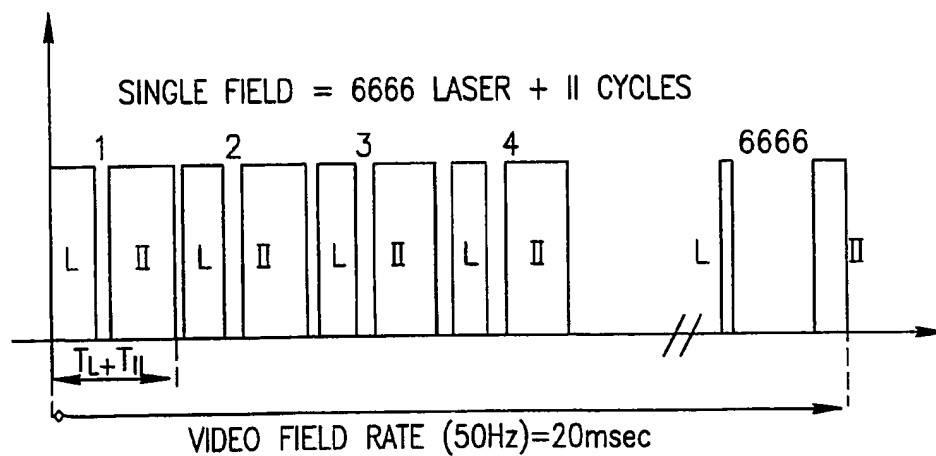 SINGLE FIELD = 6666 LASER + II CYCLES
1 2 3 4 6666
L II L II L II L II L II
TL+TII
VIDEO FIELD RATE (50Hz)=20msec